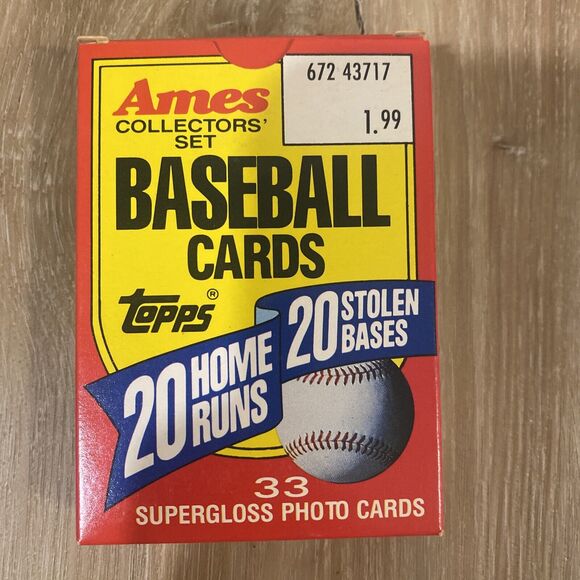 672 43717
1.99
Ames
COLLECTORS'
SET
BASEBALL
CARDS
Topps®
20 HOME
RUNS
20 STOLEN
BASES
33
SUPERGLOSS PHOTO CARDS